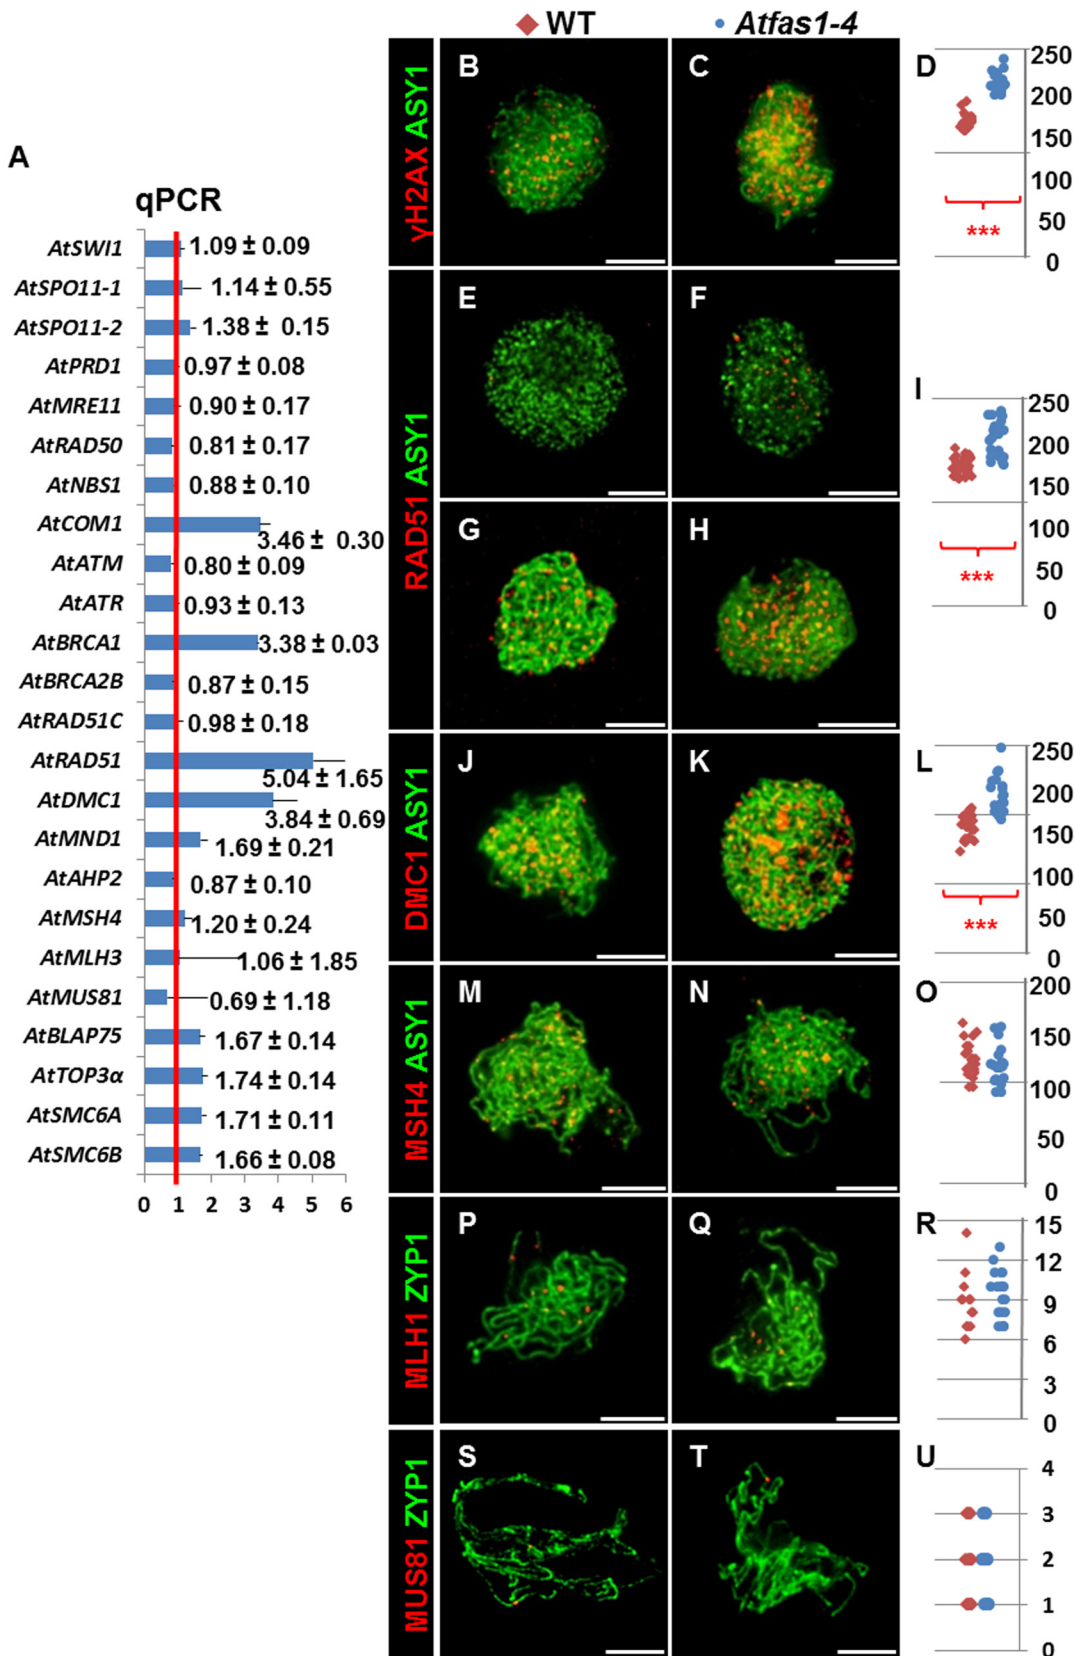 WT
Atfas1-4
A
qPCR
AtSWI1 1.09 ± 0.09
AtSPO11-1 1.14 ± 0.55
AtSPO11-2 1.38 ± 0.15
AtPRD1 0.97 ± 0.08
AtMRE11 0.90 ± 0.17
AtRAD50 0.81 ± 0.17
AtNBS1 0.88 ± 0.10
AtCOM1 3.46 ± 0.30
AtATM 0.80 ± 0.09
AtATR 0.93 ± 0.13
AtBRCA1 3.38 ± 0.03
AtBRCA2B 0.87 ± 0.15
AtRAD51C 0.98 ± 0.18
AtRAD51 5.04 ± 1.65
AtDMC1 3.84 ± 0.69
AtMND1 1.69 ± 0.21
AtAHP2 0.87 ± 0.10
AtMSH4 1.20 ± 0.24
AtMLH3 1.06 ± 1.85
AtMUS81 0.69 ± 1.18
AtBLAP75 1.67 ± 0.14
AtTOP3α 1.74 ± 0.14
AtSMC6A 1.71 ± 0.11
AtSMC6B 1.66 ± 0.08
0 1 2 3 4 5 6
γH2AX ASY1
B
C
D
250
200
150
100
50
0
***
RAD51 ASY1
E
F
G
H
I
250
200
150
100
50
0
***
DMC1 ASY1
J
K
L
250
200
150
100
50
0
***
MSH4 ASY1
M
N
O
200
150
100
50
0
MLH1 ZYP1
P
Q
R
15
12
9
6
3
0
MUS81 ZYP1
S
T
U
4
3
2
1
0